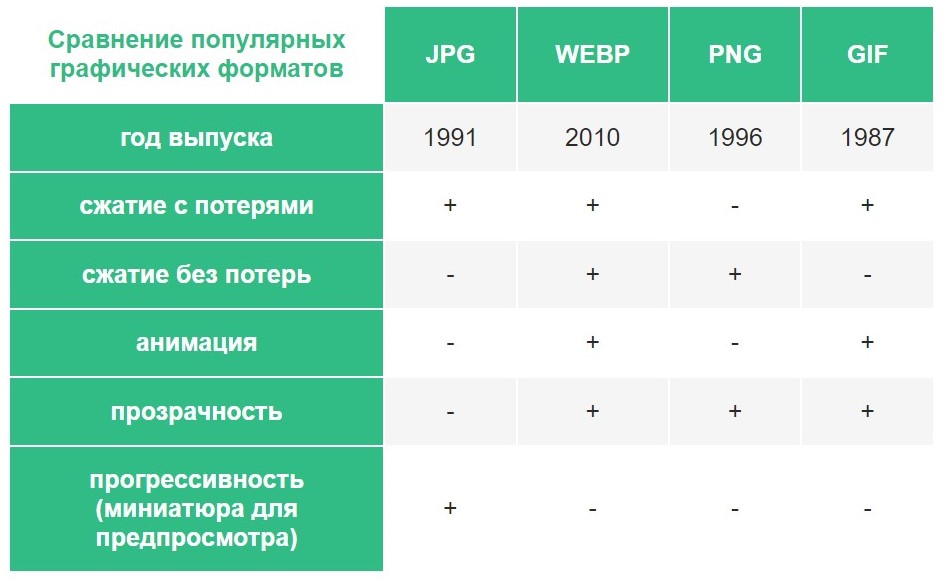 Сравнение популярных
графических форматов
JPG WEBP PNG GIF
год выпуска 1991 2010 1996 1987
сжатие с потерями + + - +
сжатие без потерь - + + -
анимация - + - +
прозрачность - + + +
прогрессивность
(миниатюра для
предпросмотра)
+ - - -